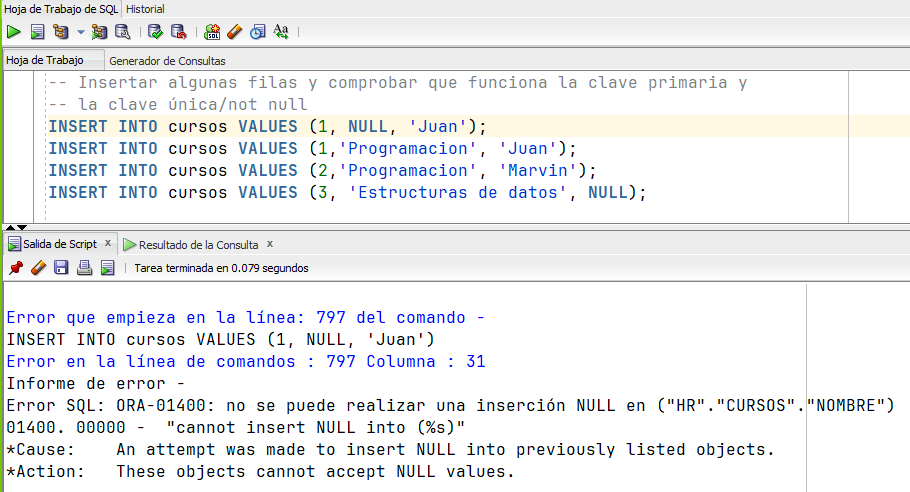 Hoja de Trabajo de SQL Historial
SQL Aa
Hoja de Trabajo Generador de Consultas
-- Insertar algunas filas y comprobar que funciona la clave primaria y
-- la clave única/not null
INSERT INTO cursos VALUES (1, NULL, 'Juan');
INSERT INTO cursos VALUES (1,'Programacion', 'Juan');
INSERT INTO cursos VALUES (2,'Programacion', 'Marvin');
INSERT INTO cursos VALUES (3, 'Estructuras de datos', NULL);
Salida de Script x Resultado de la Consulta x
Tarea terminada en 0.079 segundos
Error que empieza en la línea: 797 del comando -
INSERT INTO cursos VALUES (1, NULL, 'Juan')
Error en la línea de comandos : 797 Columna : 31
Informe de error -
Error SQL: ORA-01400: no se puede realizar una inserción NULL en ("HR"."CURSOS"."NOMBRE")
01400. 00000 -  "cannot insert NULL into (%s)"
*Cause:    An attempt was made to insert NULL into previously listed objects.
*Action:   These objects cannot accept NULL values.